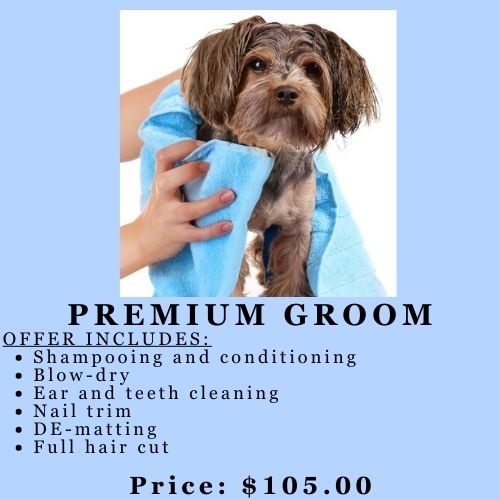 PREMIUM GROOM
OFFER INCLUDES:
• Shampooing and conditioning
• Blow-dry
• Ear and teeth cleaning
• Nail trim
• DE-matting
• Full hair cut
Price: $105.00